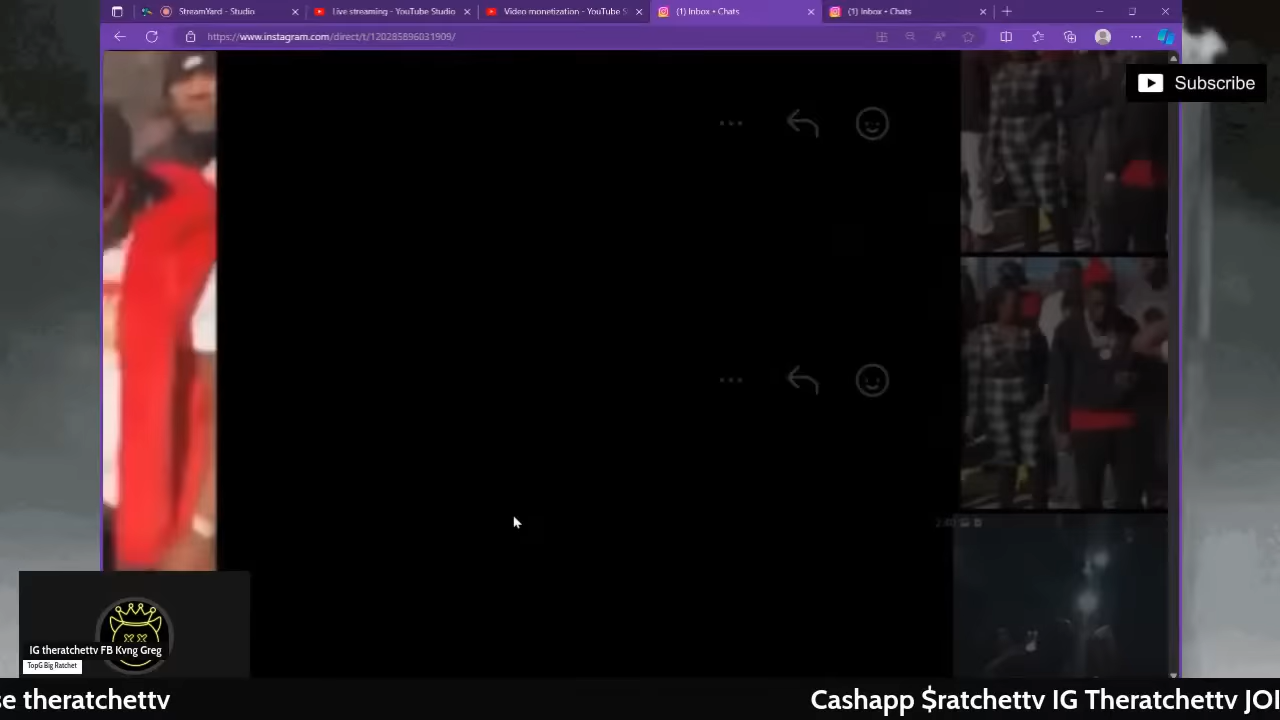 StreamYard - Studio
Live streaming - YouTube Studio
Video monetization - YouTube S
(1) Inbox • Chats
(1) Inbox • Chats
https://www.instagram.com/direct/t/120285896031909/
Subscribe
IG theratchettv FB Kvng Greg
TopG Big Ratchet
se theratchettv
Cashapp $ratchettv IG Theratchettv JOI